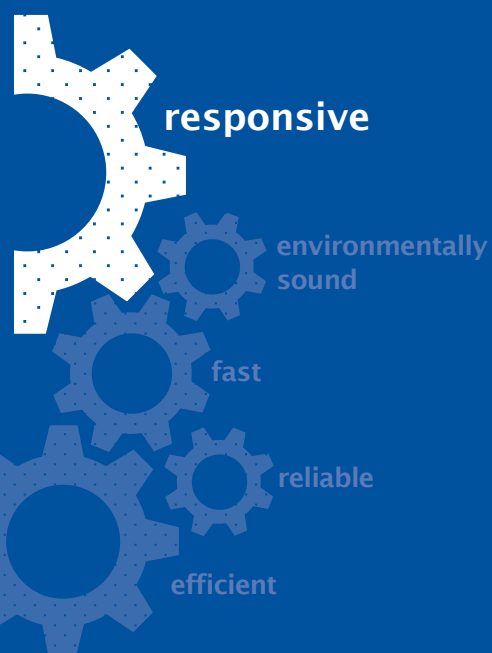 responsive
environmentally
sound
fast
reliable
efficient